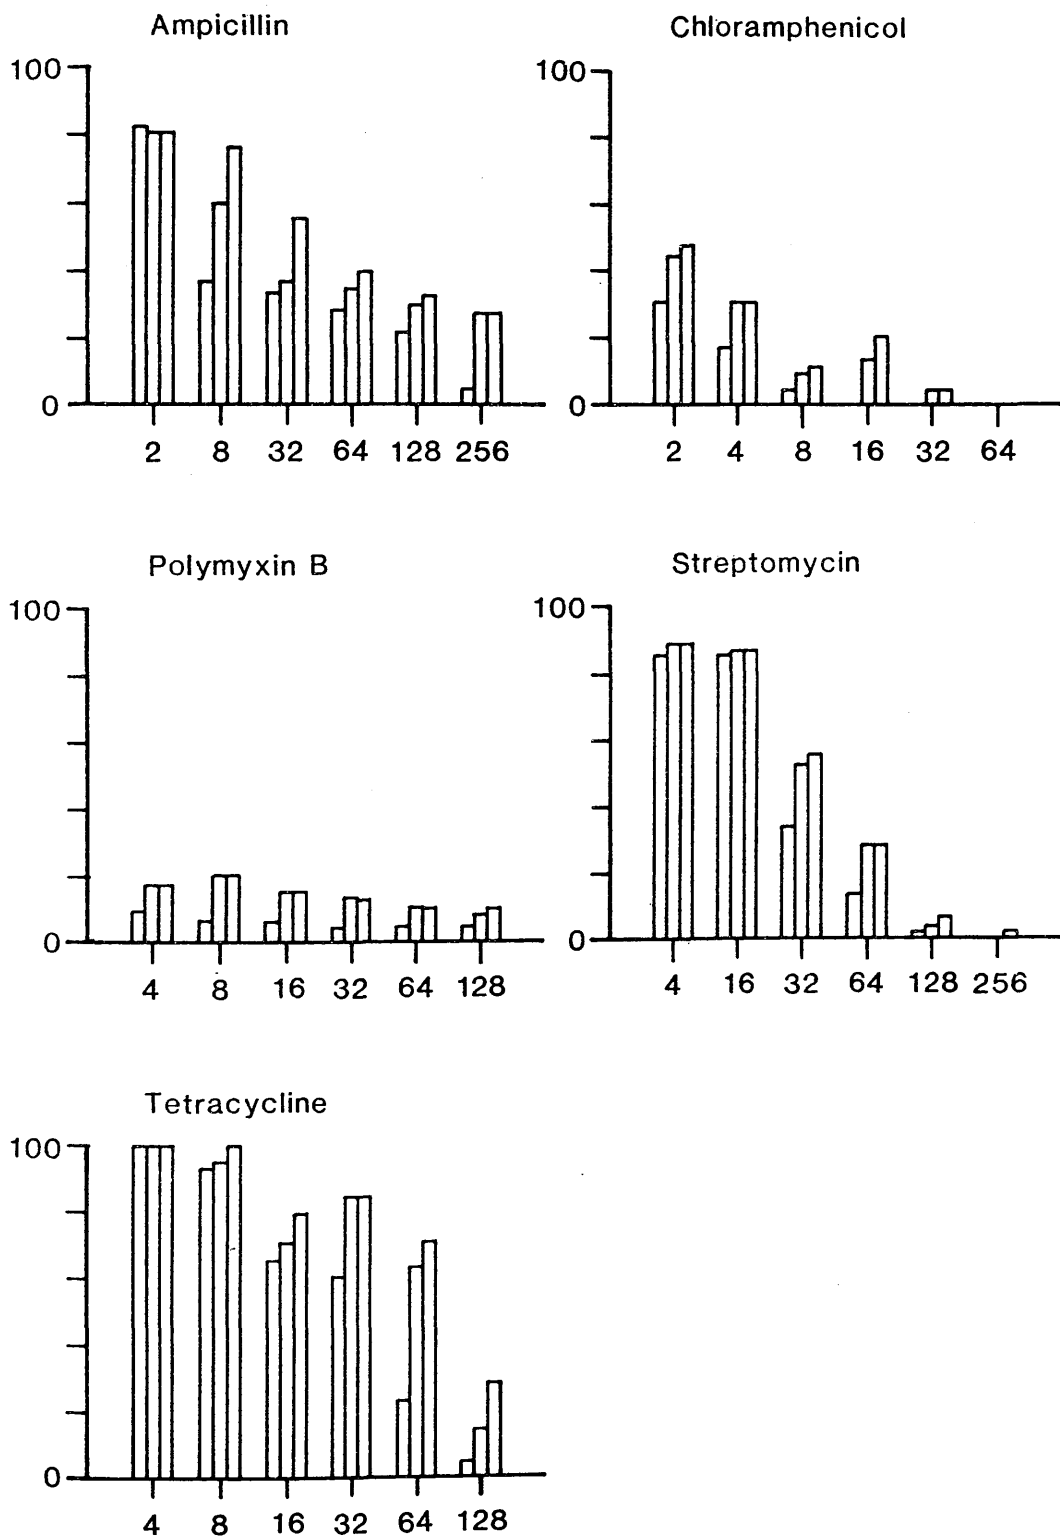 Ampicillin
100
0
2 8 32 64 128 256
Chloramphenicol
100
0
2 4 8 16 32 64
Polymyxin B
100
0
4 8 16 32 64 128
Streptomycin
100
0
4 16 32 64 128 256
Tetracycline
100
0
4 8 16 32 64 128